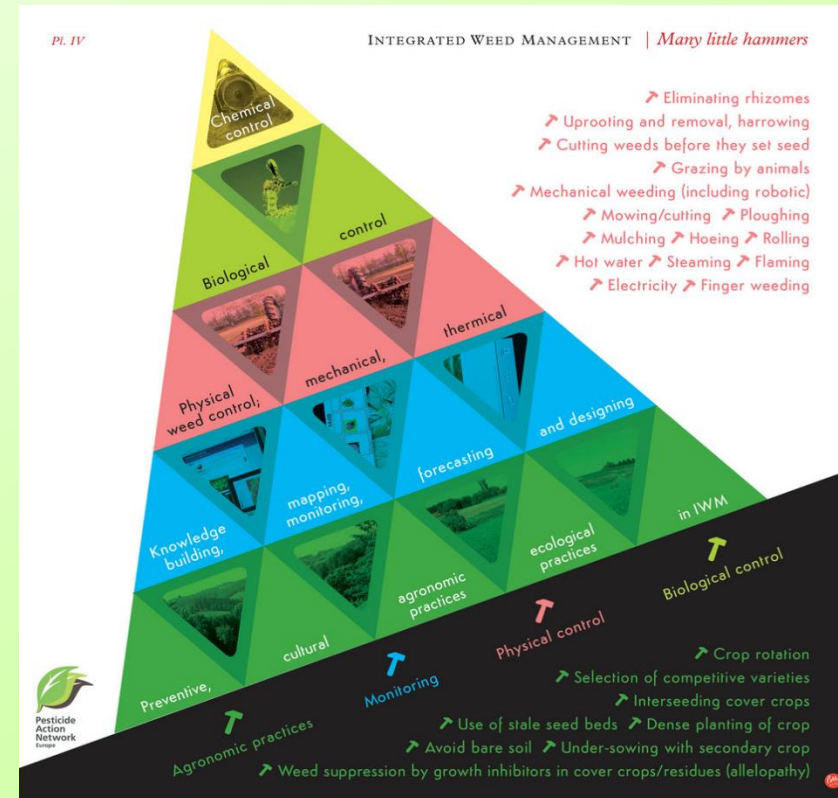 Pl. IV
INTEGRATED WEED MANAGEMENT | Many little hammers
Eliminating rhizomes
Uprooting and removal, harrowing
Cutting weeds before they set seed
Grazing by animals
Mechanical weeding (including robotic)
Mowing/cutting Ploughing
Mulching Hoeing Rolling
Hot water Steaming Flaming
Electricity Finger weeding
Chemical
control
Biological control
Physical
weed control; mechanical, thermical
Knowledge
building, mapping,
monitoring, forecasting and designing
Preventive, cultural agronomic
practices ecological
practices in IWM
Agronomic practices Monitoring Physical control Biological control
Crop rotation
Selection of competitive varieties
Interseeding cover crops
Use of stale seed beds Dense planting of crop
Avoid bare soil Under-sowing with secondary crop
Weed suppression by growth inhibitors in cover crops/residues (allelopathy)
Pesticide
Action
Network
Europe